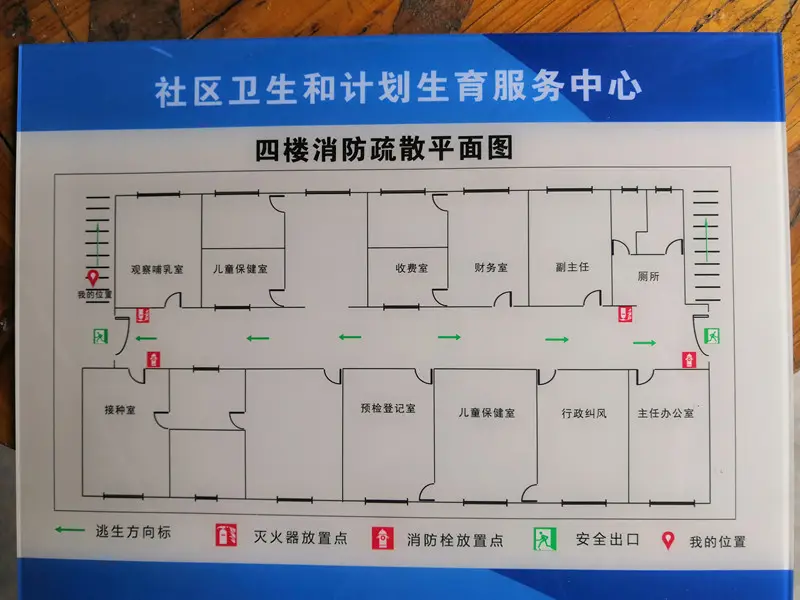 社区卫生和计划生育服务中心
四楼消防疏散平面图
观察哺乳室
儿童保健室
收费室
财务室
副主任
厕所
我的位置
接种室
预检登记室
儿童保健室
行政纠风
主任办公室
逃生方向标
灭火器放置点
消防栓放置点
安全出口
我的位置